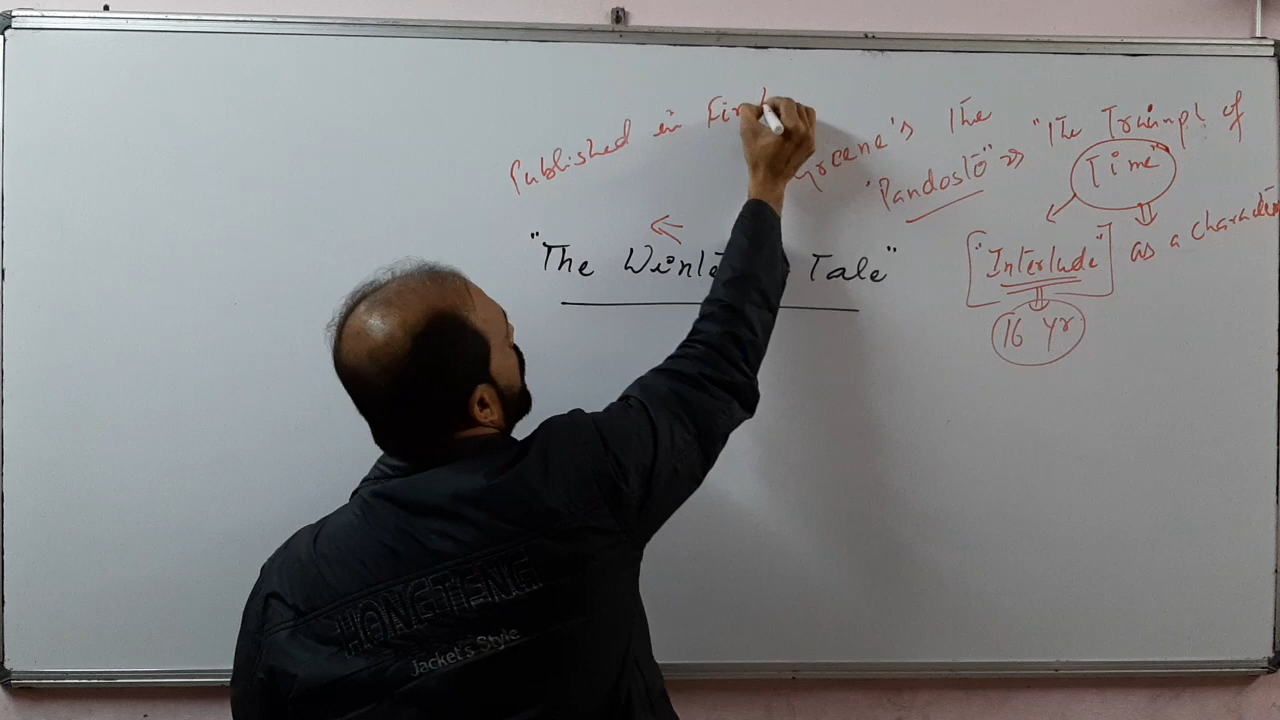 Published in Fir
Greene's The
"Pandosto" "The Triumph of
Time"
"The Winte Tale"
["Interlude"] as a character
16 yr
HONGTENG
Jacket's Style